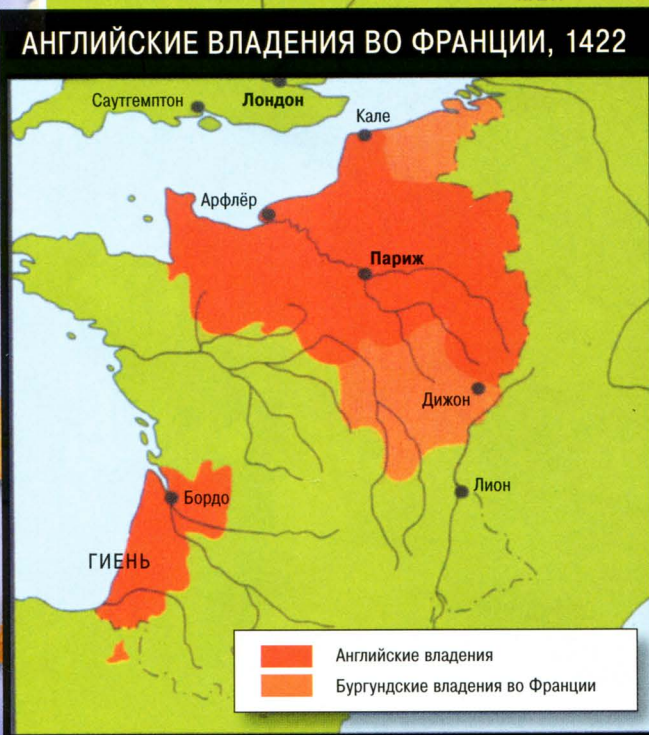 АНГЛИЙСКИЕ ВЛАДЕНИЯ ВО ФРАНЦИИ, 1422
Саутгемптон
Лондон
Кале
Арфлёр
Париж
Дижон
Лион
Бордо
ГИЕНЬ
Английские владения
Бургундские владения во Франции